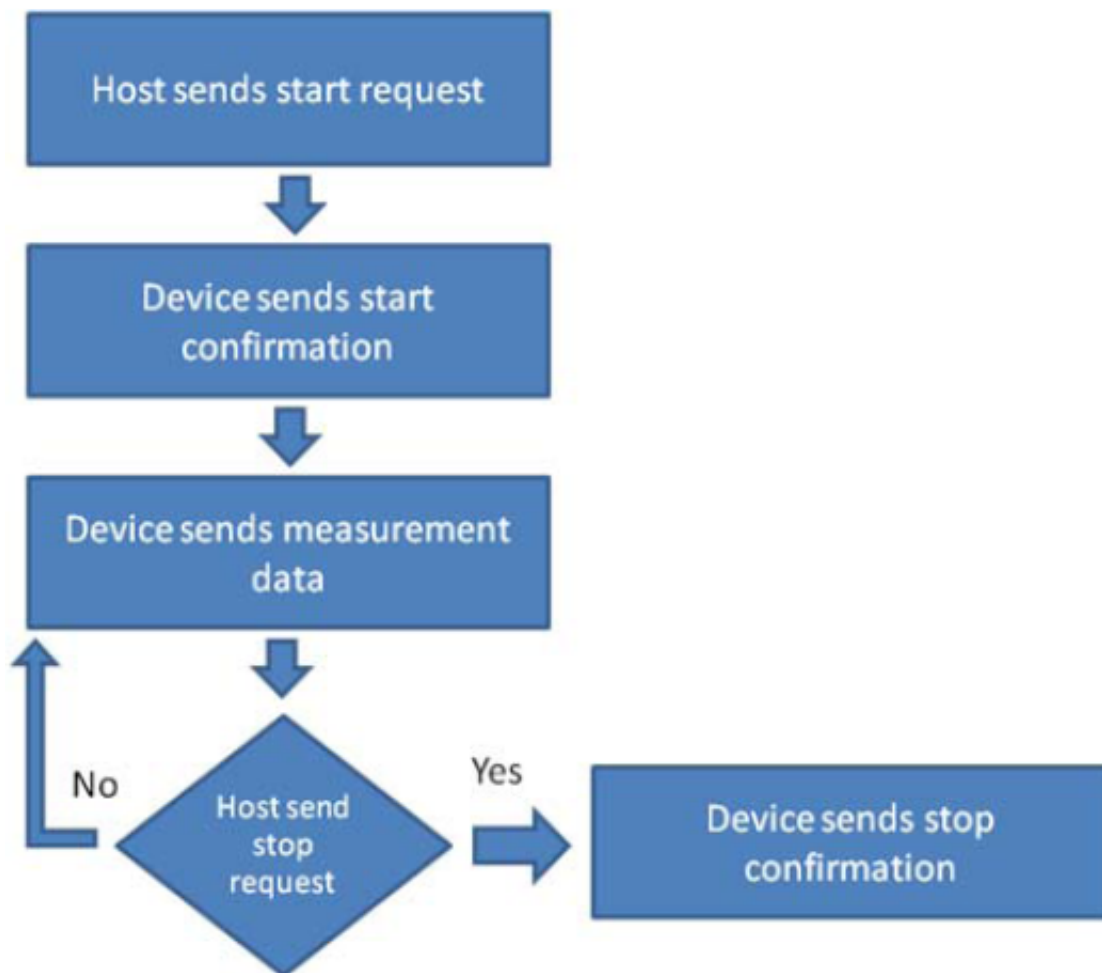 Host sends start request
Device sends start
confirmation
Device sends measurement
data
No
Host send
stop
request
Yes
Device sends stop
confirmation